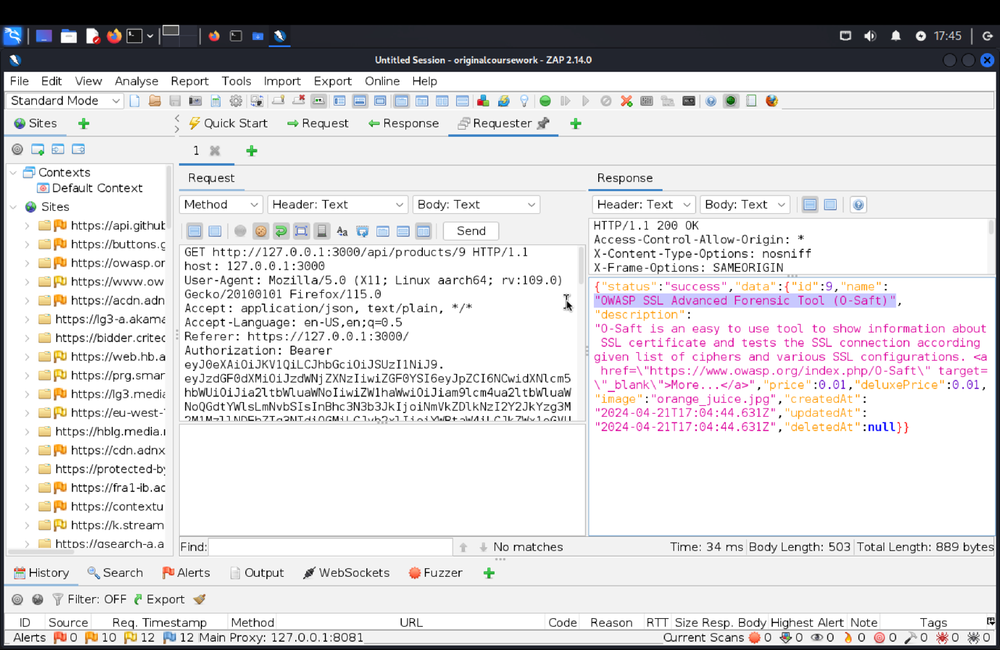 17:45
Untitled Session - originalcoursework - ZAP 2.14.0
File Edit View Analyse Report Tools Import Export Online Help
Standard Mode
Sites
Quick Start Request Response Requester
1
Contexts
Default Context
Sites
https://api.github
https://buttons.g
https://owasp.or
https://www.ow
https://acdn.adn
https://lg3-a.akama
https://bidder.criteo
https://web.hb.a
https://prg.smar
https://lg3.media
https://eu-west-
https://hblg.media.
https://cdn.adnx
https://protected-by
https://fra1-ib.ac
https://contextu
https://k.stream
https://gsearch-a.a
Request
Method Header: Text Body: Text
Send
GET http://127.0.0.1:3000/api/products/9 HTTP/1.1
host: 127.0.0.1:3000
User-Agent: Mozilla/5.0 (X11; Linux aarch64; rv:109.0)
Gecko/20100101 Firefox/115.0
Accept: application/json, text/plain, */*
Accept-Language: en-US,en;q=0.5
Referer: https://127.0.0.1:3000/
Authorization: Bearer
eyJ0eXAiOiJKV1QiLCJhbGciOiJSUzI1NiJ9.
eyJzdGF0dXMiOiJzdWNjZXNzIiwiZGF0YSI6eyJpZCI6NCwidXNlcm5
hbWUiOiJia2ltbWluaWNoIiwiZW1haWwiOiJiam9lcm4ua2ltbWluaW
NoQGdtYWlsLmNvbSIsInBhc3N3b3JkIjoiNmVkZDlkNzI2Y2JkYzg3M
Response
Header: Text Body: Text
HTTP/1.1 200 OK
Access-Control-Allow-Origin: *
X-Content-Type-Options: nosniff
X-Frame-Options: SAMEORIGIN
{"status":"success","data":{"id":9,"name":
"OWASP SSL Advanced Forensic Tool (O-Saft)",
"description":
"O-Saft is an easy to use tool to show information about
SSL certificate and tests the SSL connection according
given list of ciphers and various SSL configurations. <a
href=\"https://www.owasp.org/index.php/O-Saft\" target=
\"_blank\">More...</a>","price":0.01,"deluxePrice":0.01,
"image":"orange_juice.jpg","createdAt":
"2024-04-21T17:04:44.631Z","updatedAt":
"2024-04-21T17:04:44.631Z","deletedAt":null}}
Find: No matches Time: 34 ms Body Length: 503 Total Length: 889 bytes
History Search Alerts Output WebSockets Fuzzer
Filter: OFF Export
ID Source Req. Timestamp Method URL Code Reason RTT Size Resp. Body Highest Alert Note Tags
Alerts 0 10 12 12 Main Proxy: 127.0.0.1:8081 Current Scans 0 0 0 0 0 0 0 0